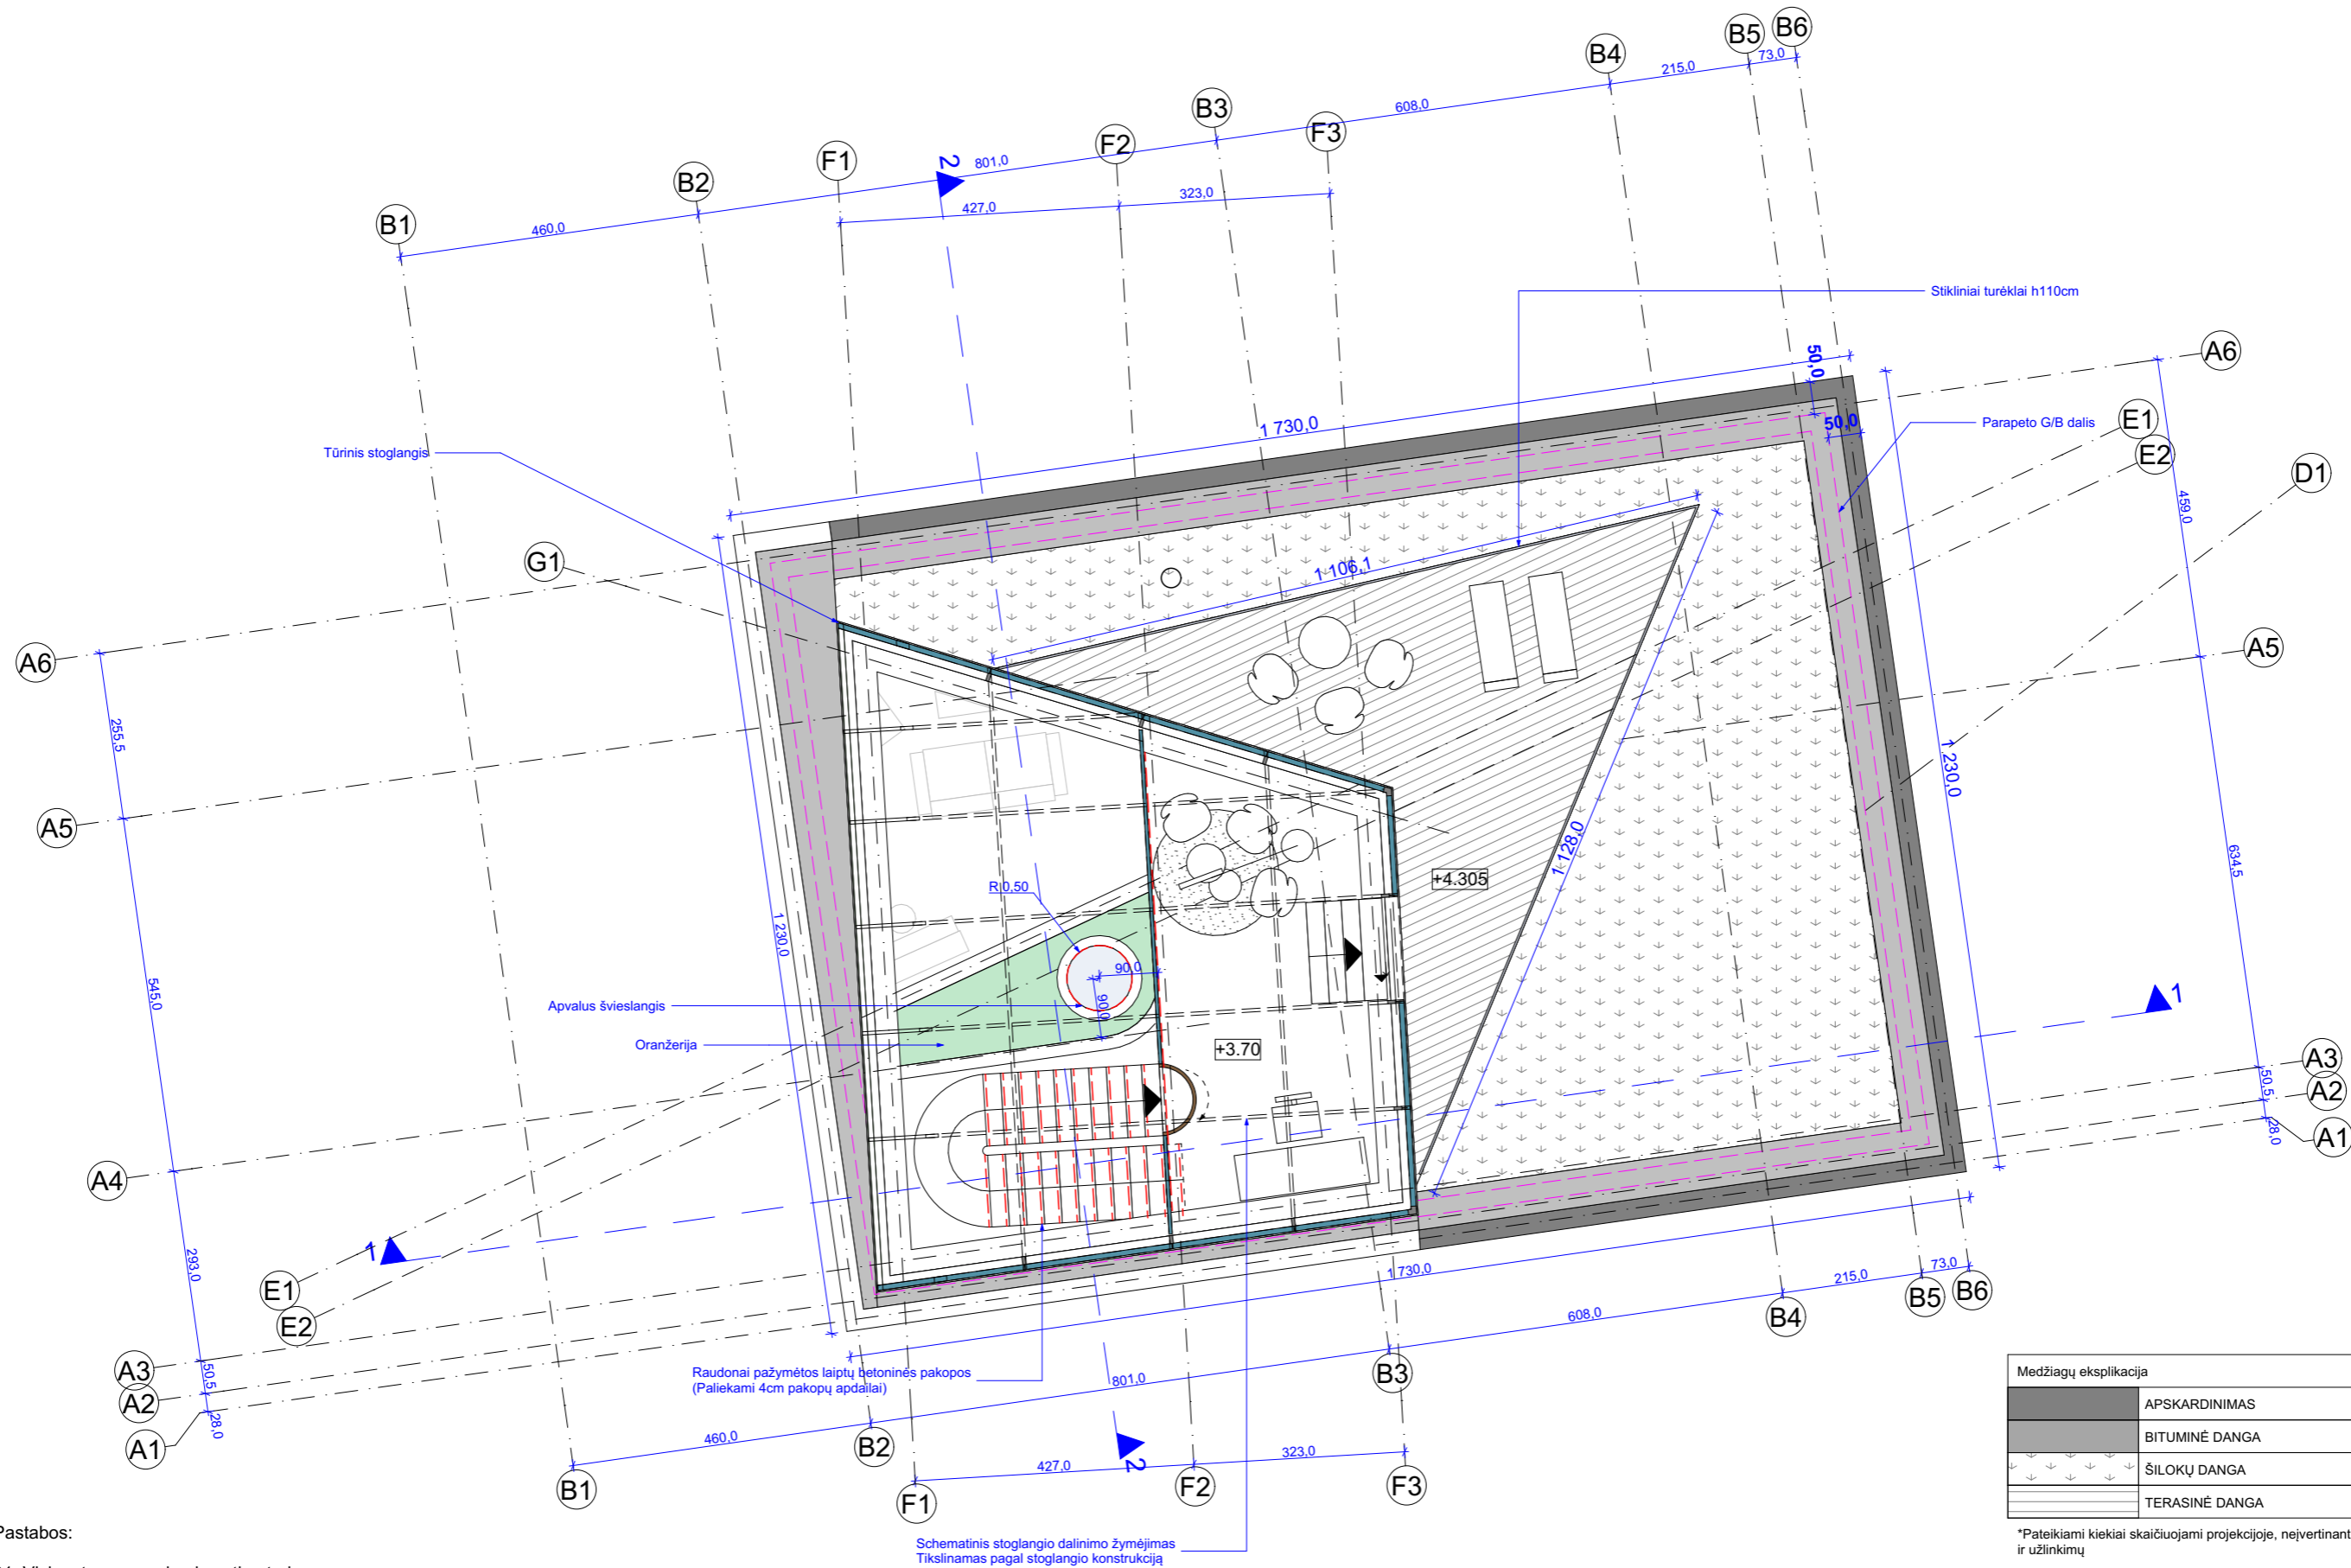 B5
B6
B4
215,0
73,0
B3
608,0
F3
F2
F1
2
801,0
B2
323,0
427,0
B1
460,0
Stikliniai turėklai h110cm
A6
50,0
E1
50,0
Parapeto G/B dalis
1 730,0
E2
Tūrinis stoglangis
D1
459,0
G1
1 106,1
A6
A5
255,5
1 230,0
A5
1 128,0
634,5
+4.305
R 0,50
1 230,0
90,0
545,0
90,0
Apvalus švieslangis
1
Oranžerija
+3.70
A3
50,5
A2
28,0
A1
A4
1
293,0
E1
1 730,0
215,0
73,0
B6
B5
E2
608,0
B4
A3
50,5
A2
28,0
A1
B3
Raudonai pažymėtos laiptų betoninės pakopos
(Paliekami 4cm pakopų apdailai)
801,0
460,0
B2
2
323,0
427,0
B1
F2
F3
F1
Schematinis stoglangio dalinimo žymėjimas
Tikslinamas pagal stoglangio konstrukciją
Medžiagų eksplikacija
APSKARDINIMAS
BITUMINĖ DANGA
ŠILOKŲ DANGA
TERASINĖ DANGA
*Pateikiami kiekiai skaičiuojami projekcijoje, neįvertinant
ir užlinkimų
Pastabos: